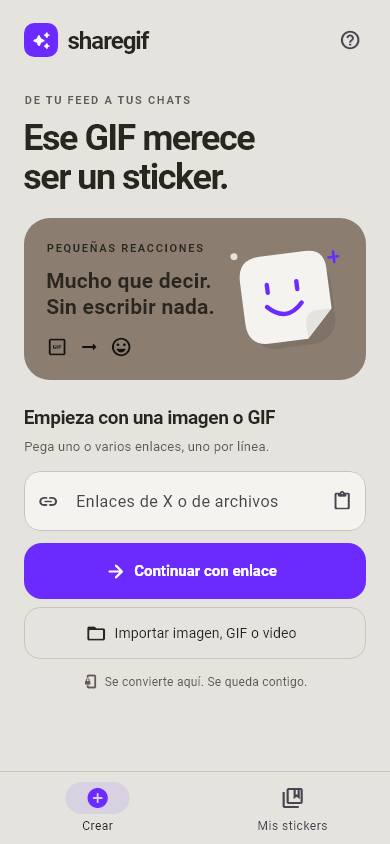 sharegif
DE TU FEED A TUS CHATS
Ese GIF merece
ser un sticker.
PEQUEÑAS REACCIONES
Mucho que decir.
Sin escribir nada.
GIF
Empieza con una imagen o GIF
Pega uno o varios enlaces, uno por línea.
Enlaces de X o de archivos
Continuar con enlace
Importar imagen, GIF o video
Se convierte aquí. Se queda contigo.
Crear
Mis stickers